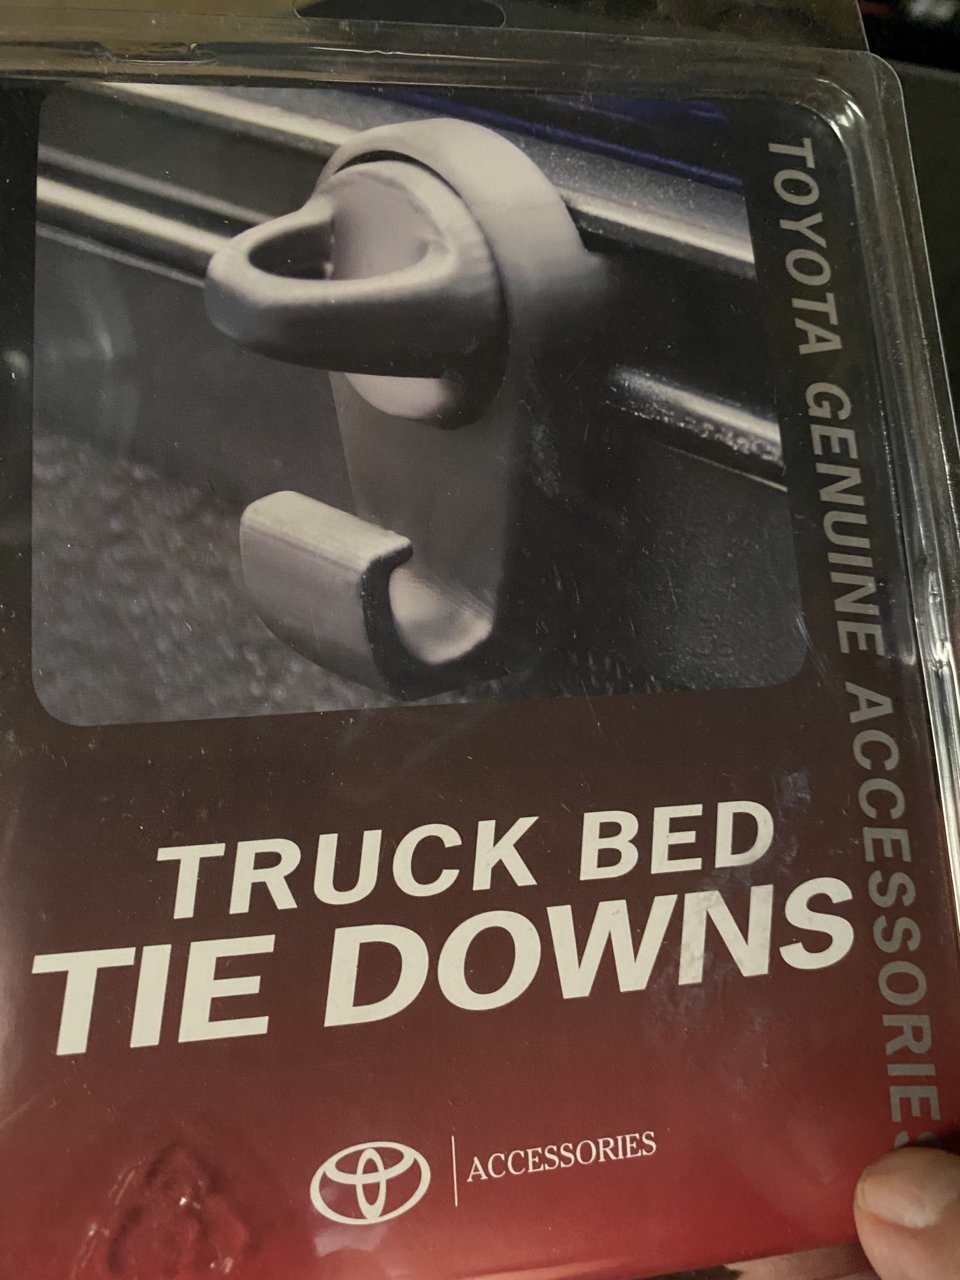 TOYOTA GENUINE ACCESSORIES
TRUCK BED
TIE DOWNS
ACCESSORIES